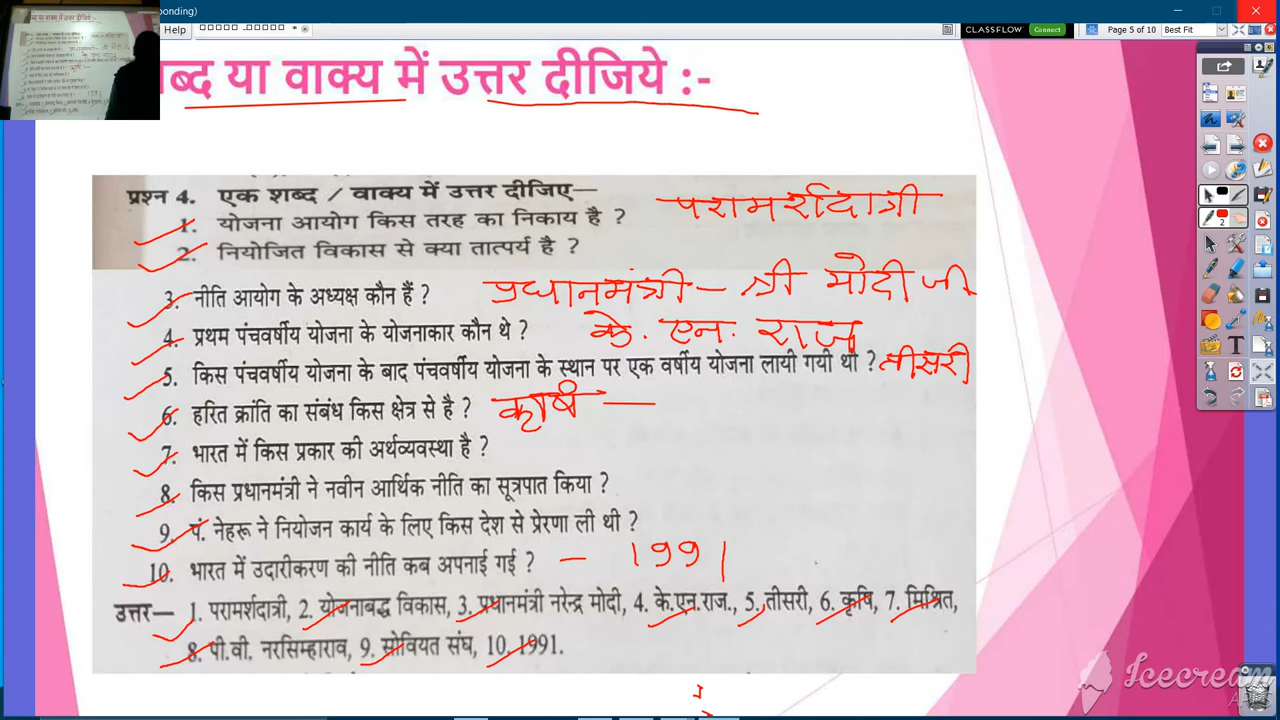 ponding)
Help
CLASSFLOW Connect Page 5 of 10 Best Fit
ब्द या वाक्य में उत्तर दीजिये :-
प्रश्न 4. एक शब्द / वाक्य में उत्तर दीजिए—
1. योजना आयोग किस तरह का निकाय है ? परामर्शदात्री
2. नियोजित विकास से क्या तात्पर्य है ?
3. नीति आयोग के अध्यक्ष कौन हैं ? प्रधानमंत्री – श्री मोदी जी
4. प्रथम पंचवर्षीय योजना के योजनाकार कौन थे ? के. एन. राज
5. किस पंचवर्षीय योजना के बाद पंचवर्षीय योजना के स्थान पर एक वर्षीय योजना लायी गयी थी ? तीसरी
6. हरित क्रांति का संबंध किस क्षेत्र से है ? कृषि —
7. भारत में किस प्रकार की अर्थव्यवस्था है ?
8. किस प्रधानमंत्री ने नवीन आर्थिक नीति का सूत्रपात किया ?
9. पं. नेहरू ने नियोजन कार्य के लिए किस देश से प्रेरणा ली थी ?
10. भारत में उदारीकरण की नीति कब अपनाई गई ? – 1991
उत्तर— 1. परामर्शदात्री, 2. योजनाबद्ध विकास, 3. प्रधानमंत्री नरेन्द्र मोदी, 4. के.एन.राज., 5. तीसरी, 6. कृषि, 7. मिश्रित,
8. पी.वी. नरसिम्हाराव, 9. सोवियत संघ, 10. 1991.
Icecream
APPS